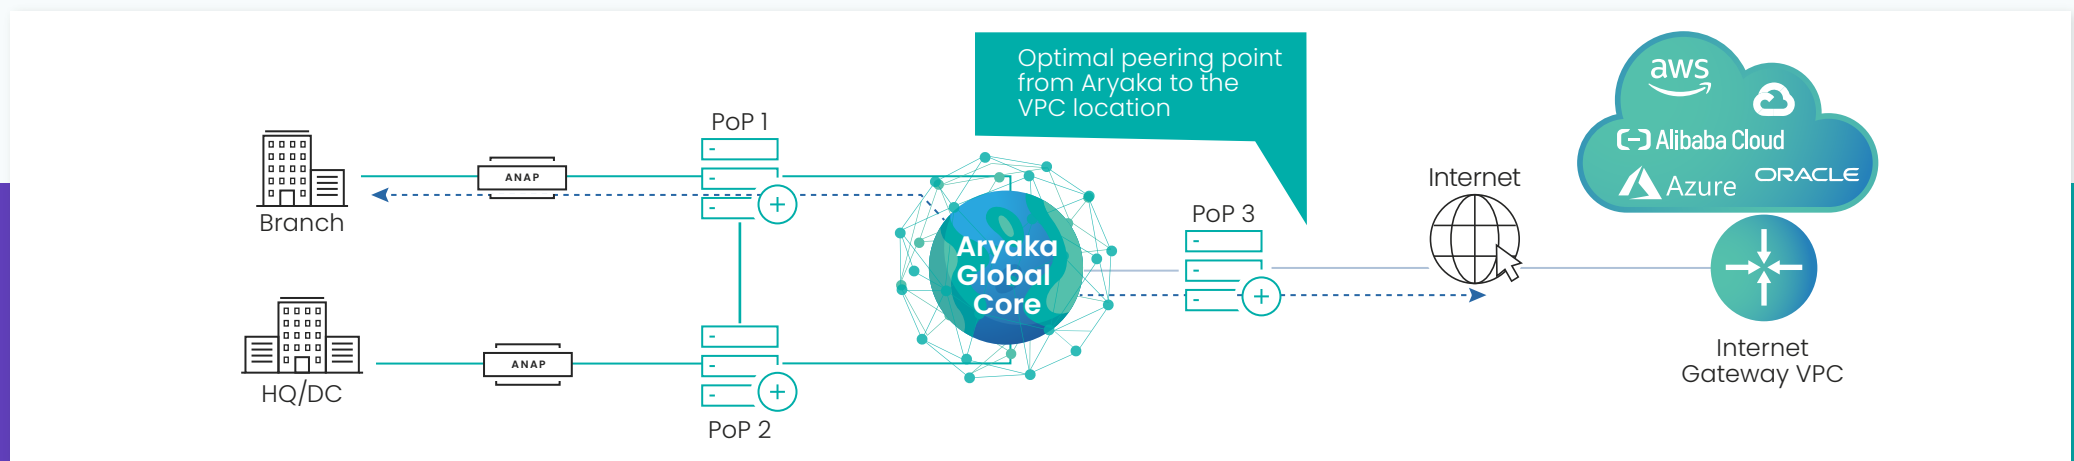 Optimal peering point
from Aryaka to the
VPC location
aws
Alibaba Cloud
Azure
ORACLE
PoP 1
ANAP
Branch
Internet
PoP 3
Aryaka
Global
Core
HQ/DC
ANAP
PoP 2
Internet
Gateway VPC